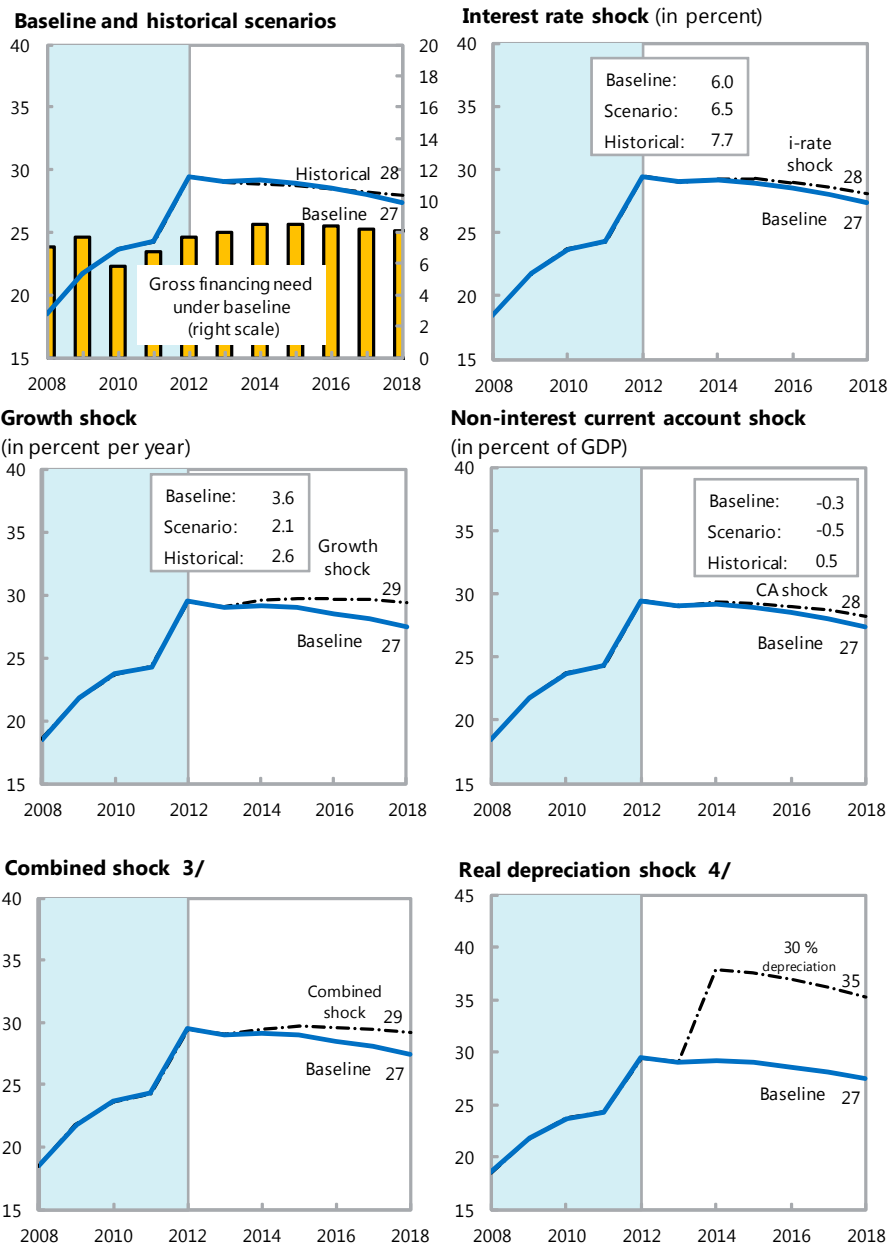 Baseline and historical scenarios
40
35
30
25
20
15
20
18
16
14
12
10
8
6
4
2
0
Historical 28
Baseline 27
Gross financing need
under baseline
(right scale)
2008 2010 2012 2014 2016 2018
Interest rate shock (in percent)
40
35
30
25
20
15
Baseline: 6.0
Scenario: 6.5
Historical: 7.7
i-rate
shock
28
Baseline
27
2008 2010 2012 2014 2016 2018
Growth shock
(in percent per year)
40
35
30
25
20
15
Baseline: 3.6
Scenario: 2.1
Historical: 2.6
Growth
shock
29
Baseline 27
2008 2010 2012 2014 2016 2018
Non-interest current account shock
(in percent of GDP)
40
35
30
25
20
15
Baseline: -0.3
Scenario: -0.5
Historical: 0.5
CA shock 28
Baseline 27
2008 2010 2012 2014 2016 2018
Combined shock 3/
40
35
30
25
20
15
Combined
shock 29
Baseline 27
2008 2010 2012 2014 2016 2018
Real depreciation shock 4/
45
40
35
30
25
20
15
30 %
depreciation
35
Baseline 27
2008 2010 2012 2014 2016 2018